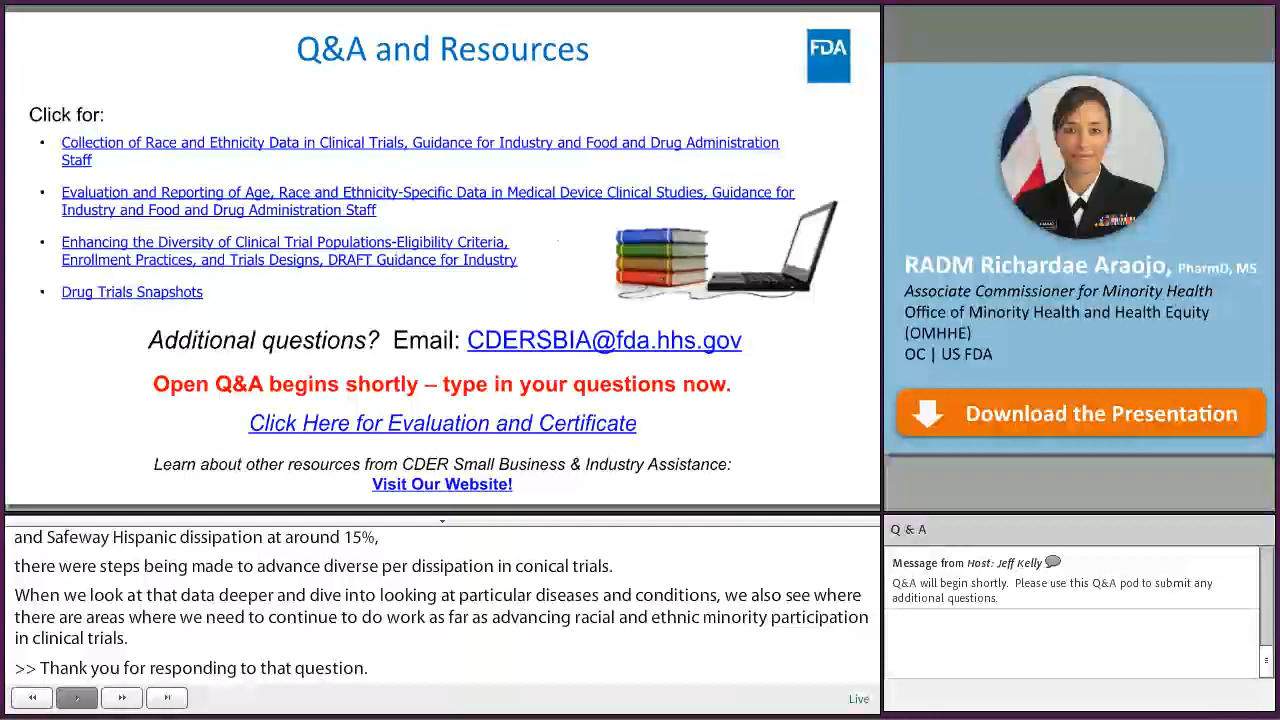 Q&A and Resources
FDA
Click for:
• Collection of Race and Ethnicity Data in Clinical Trials, Guidance for Industry and Food and Drug Administration
Staff
• Evaluation and Reporting of Age, Race and Ethnicity-Specific Data in Medical Device Clinical Studies, Guidance for
Industry and Food and Drug Administration Staff
• Enhancing the Diversity of Clinical Trial Populations-Eligibility Criteria,
Enrollment Practices, and Trials Designs, DRAFT Guidance for Industry
• Drug Trials Snapshots
Additional questions? Email: CDERSBIA@fda.hhs.gov
Open Q&A begins shortly – type in your questions now.
Click Here for Evaluation and Certificate
Learn about other resources from CDER Small Business & Industry Assistance:
Visit Our Website!
RADM Richardae Araojo, PharmD, MS
Associate Commissioner for Minority Health
Office of Minority Health and Health Equity
(OMHHE)
OC | US FDA
Download the Presentation
and Safeway Hispanic dissipation at around 15%,
there were steps being made to advance diverse per dissipation in conical trials.
When we look at that data deeper and dive into looking at particular diseases and conditions, we also see where
there are areas where we need to continue to do work as far as advancing racial and ethnic minority participation
in clinical trials.
>> Thank you for responding to that question.
Live
Q & A
Message from Host: Jeff Kelly
Q&A will begin shortly. Please use this Q&A pod to submit any
additional questions.